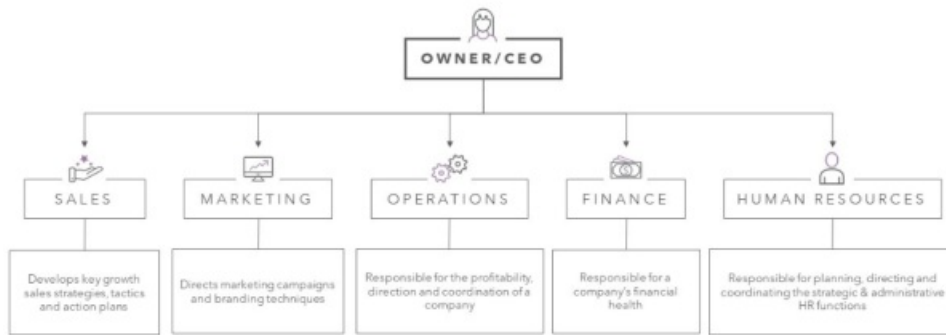 OWNER/CEO
SALES
MARKETING
OPERATIONS
FINANCE
HUMAN RESOURCES
Develops key growth
sales strategies, tactics
and action plans
Directs marketing campaigns
and branding techniques
Responsible for the profitability,
direction and coordination of a
company
Responsible for a
company's financial
health
Responsible for planning, directing and
coordinating the strategic & administrative
HR functions